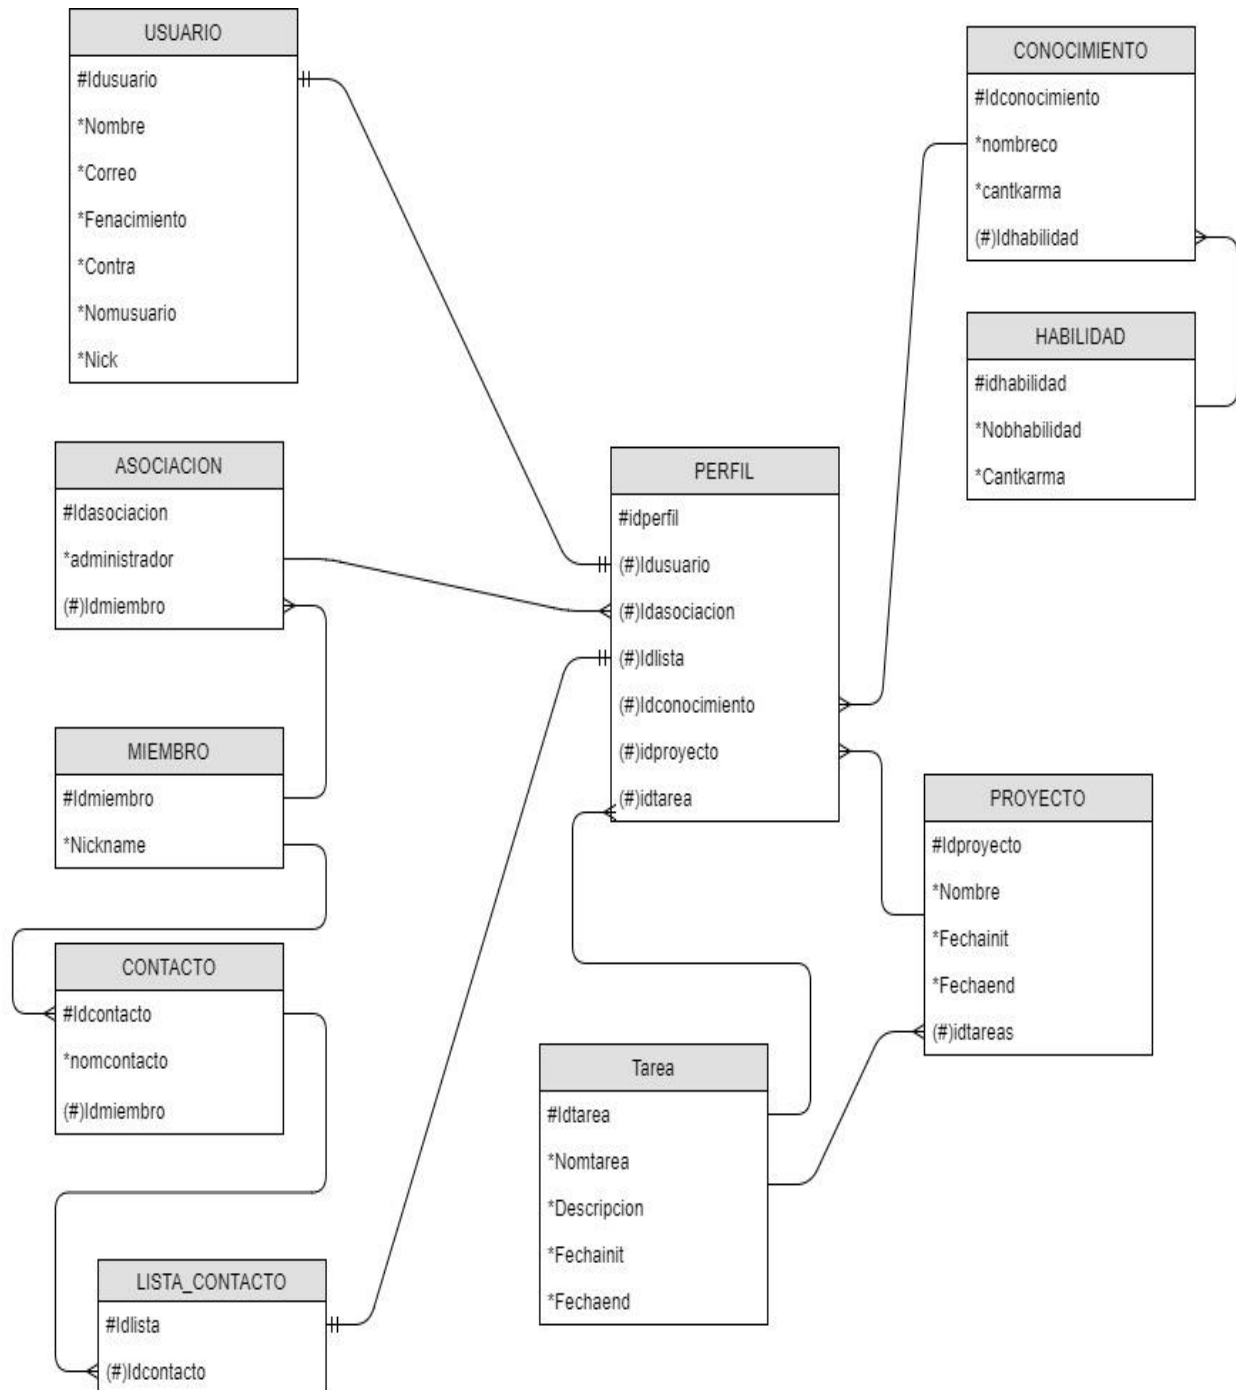 USUARIO
#Idusuario
*Nombre
*Correo
*Fenacimiento
*Contra
*Nomusuario
*Nick
CONOCIMIENTO
#Idconocimiento
*nombreco
*cantkarma
(#)Idhabilidad
HABILIDAD
#idhabilidad
*Nobhabilidad
*Cantkarma
ASOCIACION
#Idasociacion
*administrador
(#)Idmiembro
PERFIL
#idperfil
(#)Idusuario
(#)Idasociacion
(#)Idlista
(#)Idconocimiento
(#)idproyecto
(#)idtarea
MIEMBRO
#Idmiembro
*Nickname
PROYECTO
#Idproyecto
*Nombre
*Fechainit
*Fechaend
(#)idtareas
CONTACTO
#Idcontacto
*nomcontacto
(#)Idmiembro
Tarea
#Idtarea
*Nomtarea
*Descripcion
*Fechainit
*Fechaend
LISTA_CONTACTO
#Idlista
(#)Idcontacto